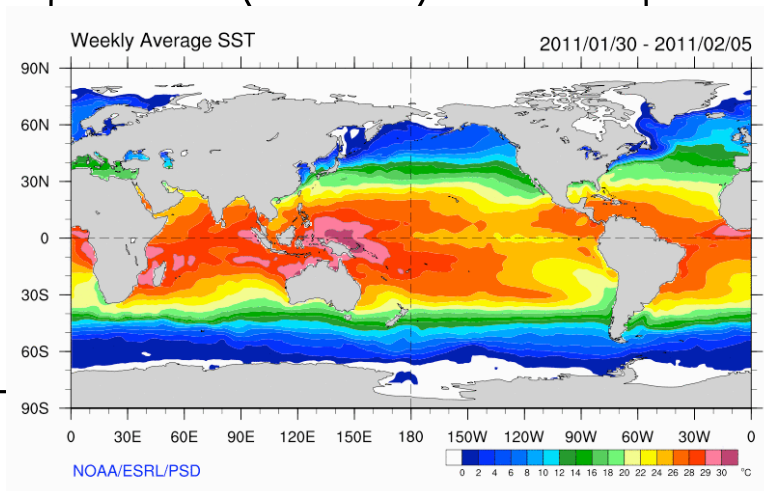 Weekly Average SST 2011/01/30 - 2011/02/05
90N
60N
30N
0
30S
60S
90S
0 30E 60E 90E 120E 150E 180 150W 120W 90W 60W 30W 0
NOAA/ESRL/PSD
0 2 4 6 8 10 12 14 16 18 20 22 24 26 28 29 30 °C